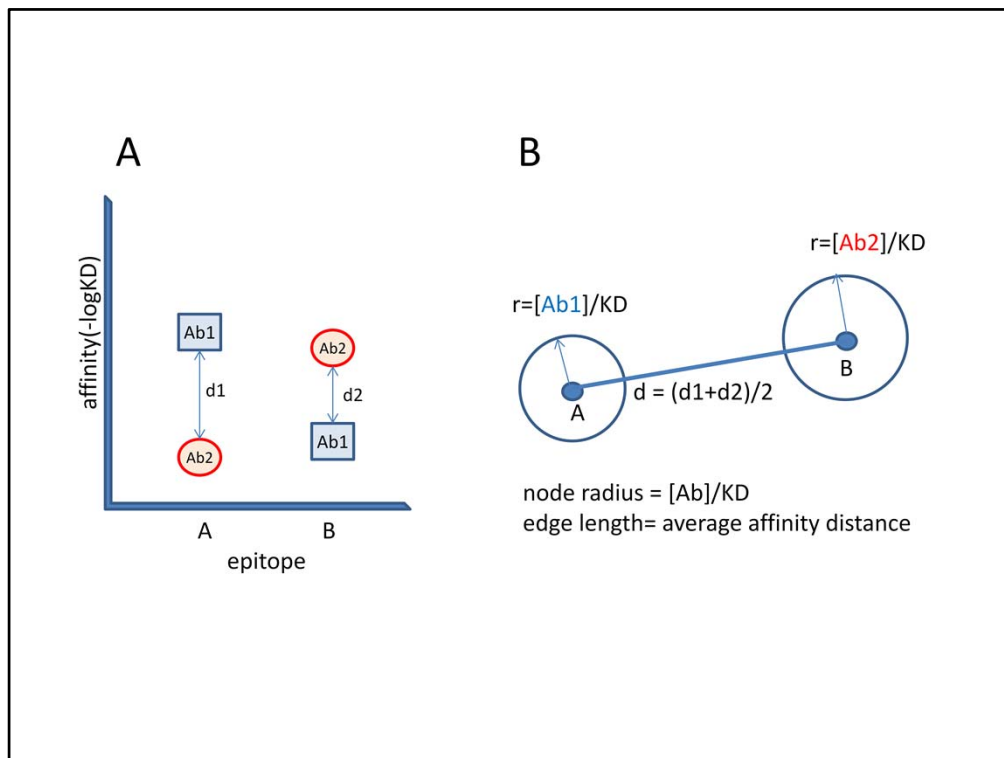 A
affinity(-logKD)
Ab1
d1
Ab2
Ab2
d2
Ab1
A
B
epitope
B
r=[Ab2]/KD
r=[Ab1]/KD
B
A
d = (d1+d2)/2
node radius = [Ab]/KD
edge length= average affinity distance